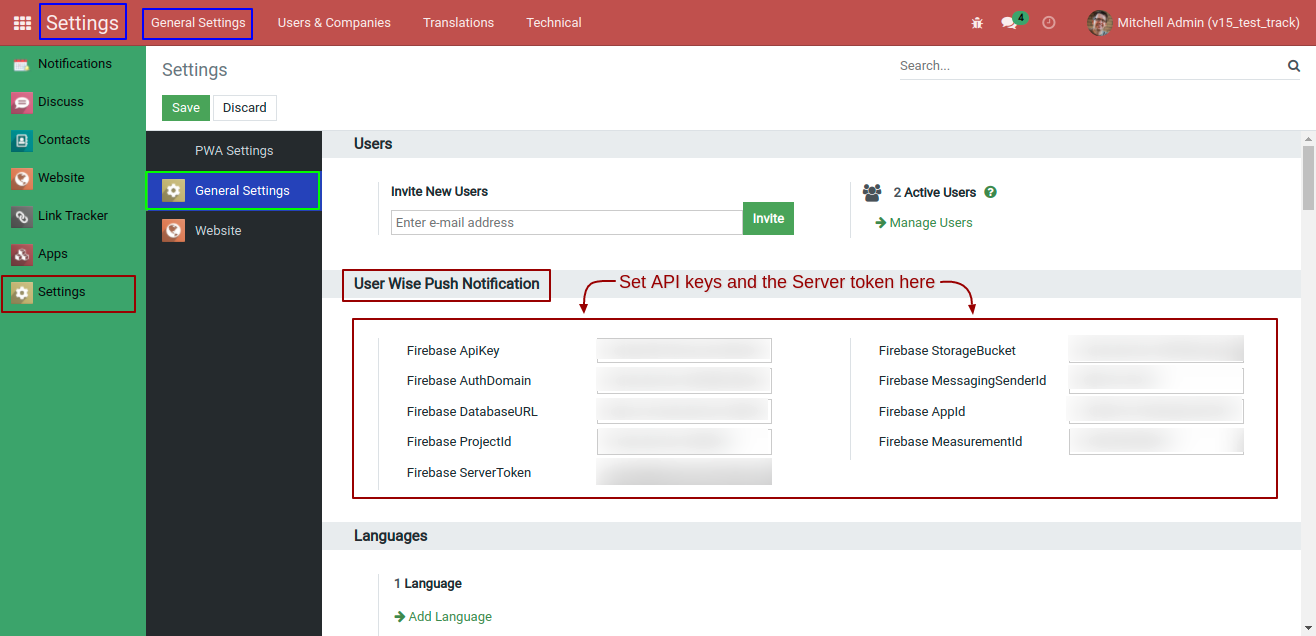 Settings General Settings Users & Companies Translations Technical 4 Mitchell Admin (v15_test_track)
Notifications
Discuss
Contacts
Website
Link Tracker
Apps
Settings
Settings
Search...
Save Discard
PWA Settings
General Settings
Website
Users
Invite New Users
Enter e-mail address Invite
2 Active Users ?
Manage Users
User Wise Push Notification
Set API keys and the Server token here
Firebase ApiKey
Firebase AuthDomain
Firebase DatabaseURL
Firebase ProjectId
Firebase ServerToken
Firebase StorageBucket
Firebase MessagingSenderId
Firebase AppId
Firebase MeasurementId
Languages
1 Language
Add Language